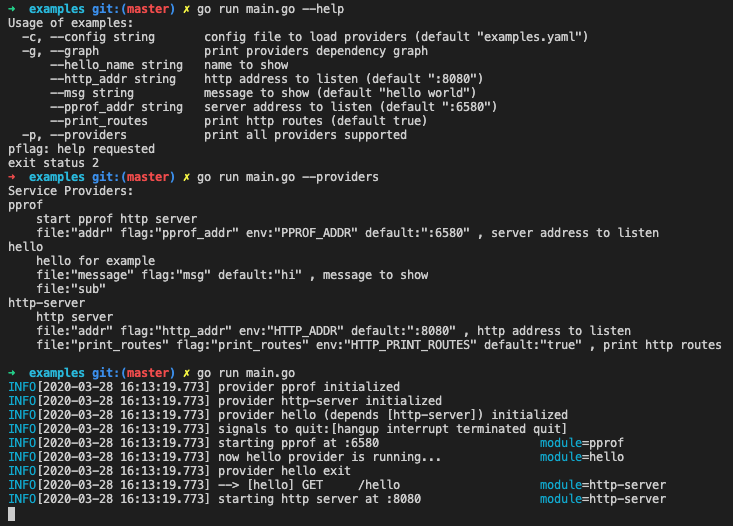 ➜  examples git:(master) ✗ go run main.go --help
Usage of examples:
  -c, --config string       config file to load providers (default "examples.yaml")
  -g, --graph               print providers dependency graph
      --hello_name string   name to show
      --http_addr string    http address to listen (default ":8080")
      --msg string          message to show (default "hello world")
      --pprof_addr string   server address to listen (default ":6580")
      --print_routes        print http routes (default true)
  -p, --providers           print all providers supported
pflag: help requested
exit status 2
➜  examples git:(master) ✗ go run main.go --providers
Service Providers:
pprof
    start pprof http server
    file:"addr" flag:"pprof_addr" env:"PPROF_ADDR" default:":6580" , server address to listen
hello
    hello for example
    file:"message" flag:"msg" default:"hi" , message to show
    file:"sub"
http-server
    http server
    file:"addr" flag:"http_addr" env:"HTTP_ADDR" default:":8080" , http address to listen
    file:"print_routes" flag:"print_routes" env:"HTTP_PRINT_ROUTES" default:"true" , print http routes
➜  examples git:(master) ✗ go run main.go
INFO[2020-03-28 16:13:19.773] provider pprof initialized
INFO[2020-03-28 16:13:19.773] provider http-server initialized
INFO[2020-03-28 16:13:19.773] provider hello (depends [http-server]) initialized
INFO[2020-03-28 16:13:19.773] signals to quit:[hangup interrupt terminated quit]
INFO[2020-03-28 16:13:19.773] starting pprof at :6580                       module=pprof
INFO[2020-03-28 16:13:19.773] now hello provider is running...              module=hello
INFO[2020-03-28 16:13:19.773] provider hello exit
INFO[2020-03-28 16:13:19.773] --> [hello] GET     /hello                    module=http-server
INFO[2020-03-28 16:13:19.773] starting http server at :8080                 module=http-server